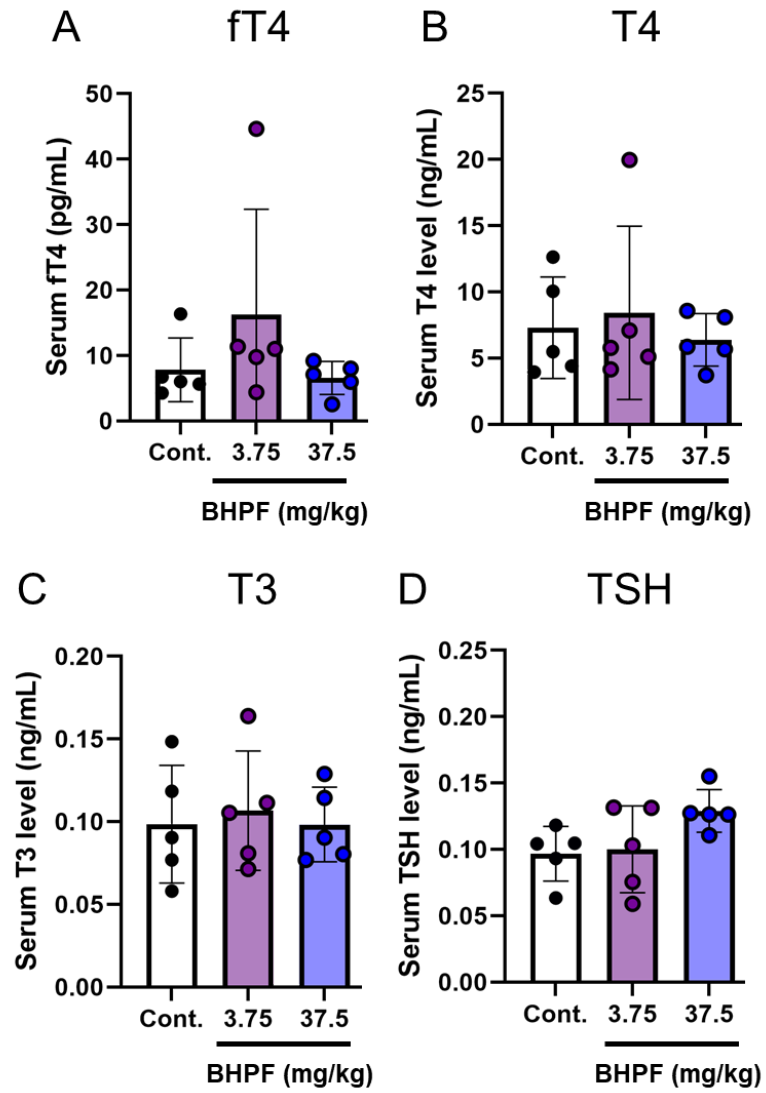 A fT4
Serum fT4 (pg/mL)
50
40
30
20
10
0
Cont. 3.75 37.5
BHPF (mg/kg)
B T4
Serum T4 level (ng/mL)
25
20
15
10
5
0
Cont. 3.75 37.5
BHPF (mg/kg)
C T3
Serum T3 level (ng/mL)
0.20
0.15
0.10
0.05
0.00
Cont. 3.75 37.5
BHPF (mg/kg)
D TSH
Serum TSH level (ng/mL)
0.25
0.20
0.15
0.10
0.05
0.00
Cont. 3.75 37.5
BHPF (mg/kg)